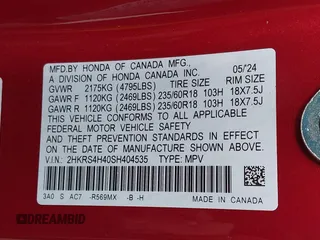 MFD.BY HONDA OF CANADA MFG.,
A DIVISION OF HONDA CANADA INC. 05/24
GVWR 2175KG (4795LBS) TIRE SIZE RIM SIZE
GAWR F 1120KG (2469LBS) 235/60R18 103H 18X7.5J
GAWR R 1120KG (2469LBS) 235/60R18 103H 18X7.5J
THIS VEHICLE CONFORMS TO ALL APPLICABLE
FEDERAL MOTOR VEHICLE SAFETY, BUMPER,
AND THEFT PREVENTION STANDARDS IN EFFECT
ON THE DATE OF MANUFACTURE SHOWN ABOVE.
V.I.N.: 2HKRS4H40SH404535 TYPE: MPV
3A0 S AC7 -R569MX -B -H
MADE IN CANADA
DREAMBID